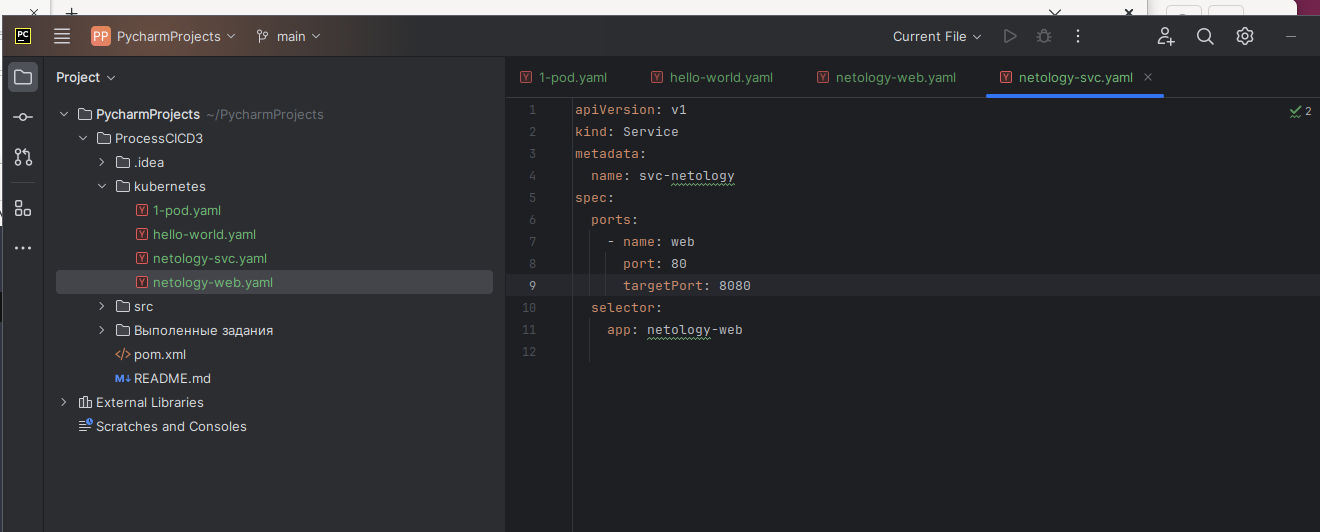 PC
PP PycharmProjects
main
Current File
Project
PycharmProjects ~/PycharmProjects
ProcessCICD3
.idea
kubernetes
Y 1-pod.yaml
Y hello-world.yaml
Y netology-svc.yaml
Y netology-web.yaml
src
Выполенные задания
</> pom.xml
M↓ README.md
External Libraries
Scratches and Consoles
Y 1-pod.yaml Y hello-world.yaml Y netology-web.yaml Y netology-svc.yaml
2
1 apiVersion: v1
2 kind: Service
3 metadata:
4 name: svc-netology
5 spec:
6 ports:
7 - name: web
8 port: 80
9 targetPort: 8080
10 selector:
11 app: netology-web
12